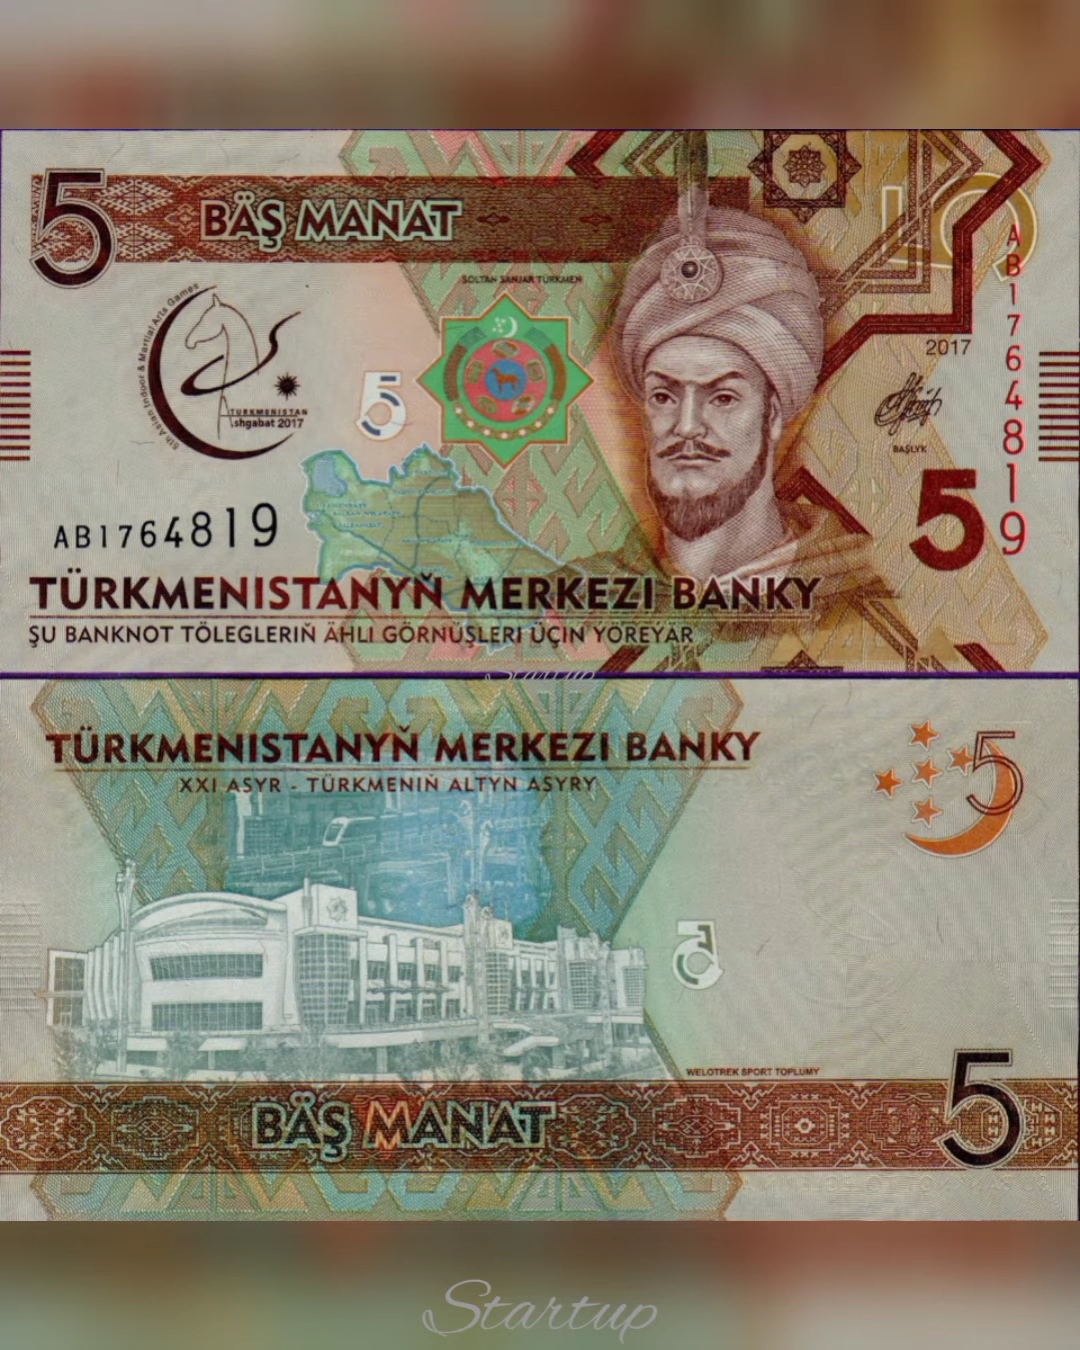 5
BÄŞ MANAT
SOLTAN SANJAR TÜRKMEN
5th Asian Indoor & Martial Arts Games
TURKMENISTAN
Ashgabat 2017
5
2017
BAŞLYK
AB1764819
5
AB1764819
TÜRKMENISTANYŇ MERKEZI BANKY
ŞU BANKNOT TÖLEGLERIŇ ÄHLI GÖRNÜŞLERI ÜÇIN ÝÖREÝÄR
Startup
TÜRKMENISTANYŇ MERKEZI BANKY
XXI ASYR - TÜRKMENIŇ ALTYN ASYRY
5
WELOTREK SPORT TOPLUMY
BÄŞ MANAT
5
Startup